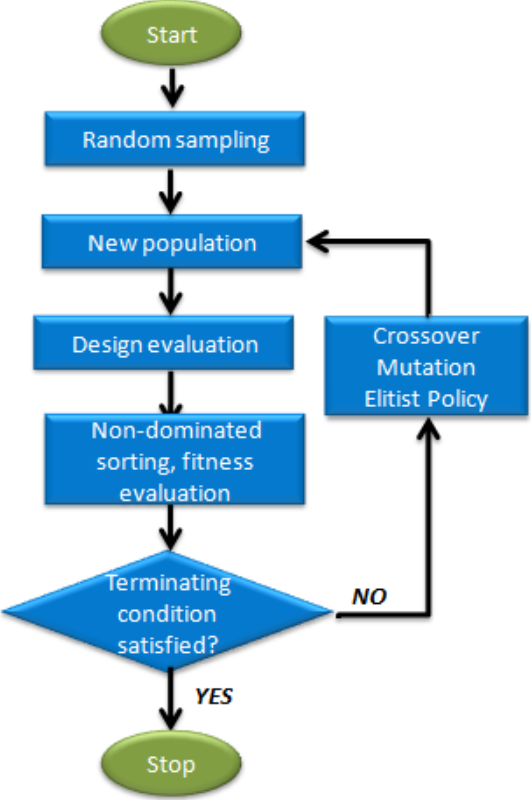 Start
Random sampling
New population
Design evaluation
Crossover
Mutation
Elitist Policy
Non-dominated
sorting, fitness
evaluation
Terminating
condition
satisfied?
NO
YES
Stop